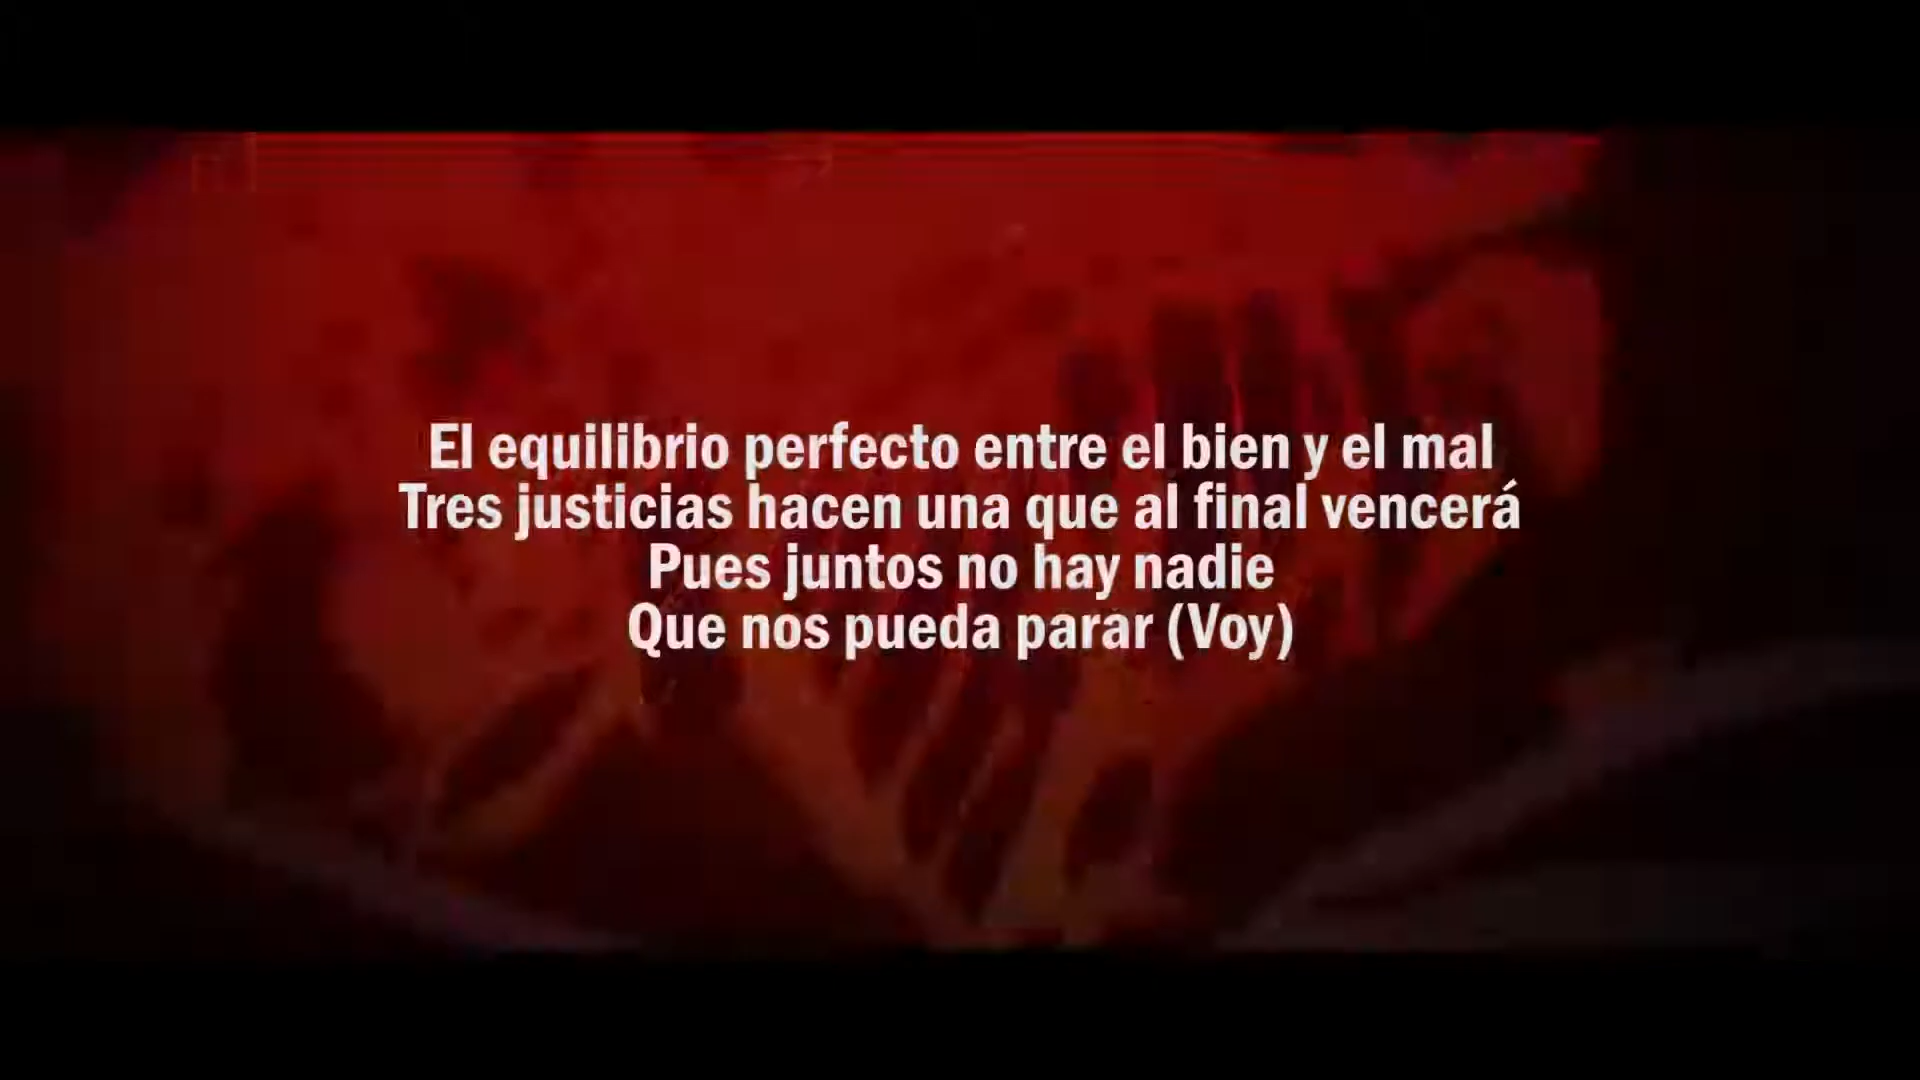 El equilibrio perfecto entre el bien y el mal
Tres justicias hacen una que al final vencerá
Pues juntos no hay nadie
Que nos pueda parar (Voy)